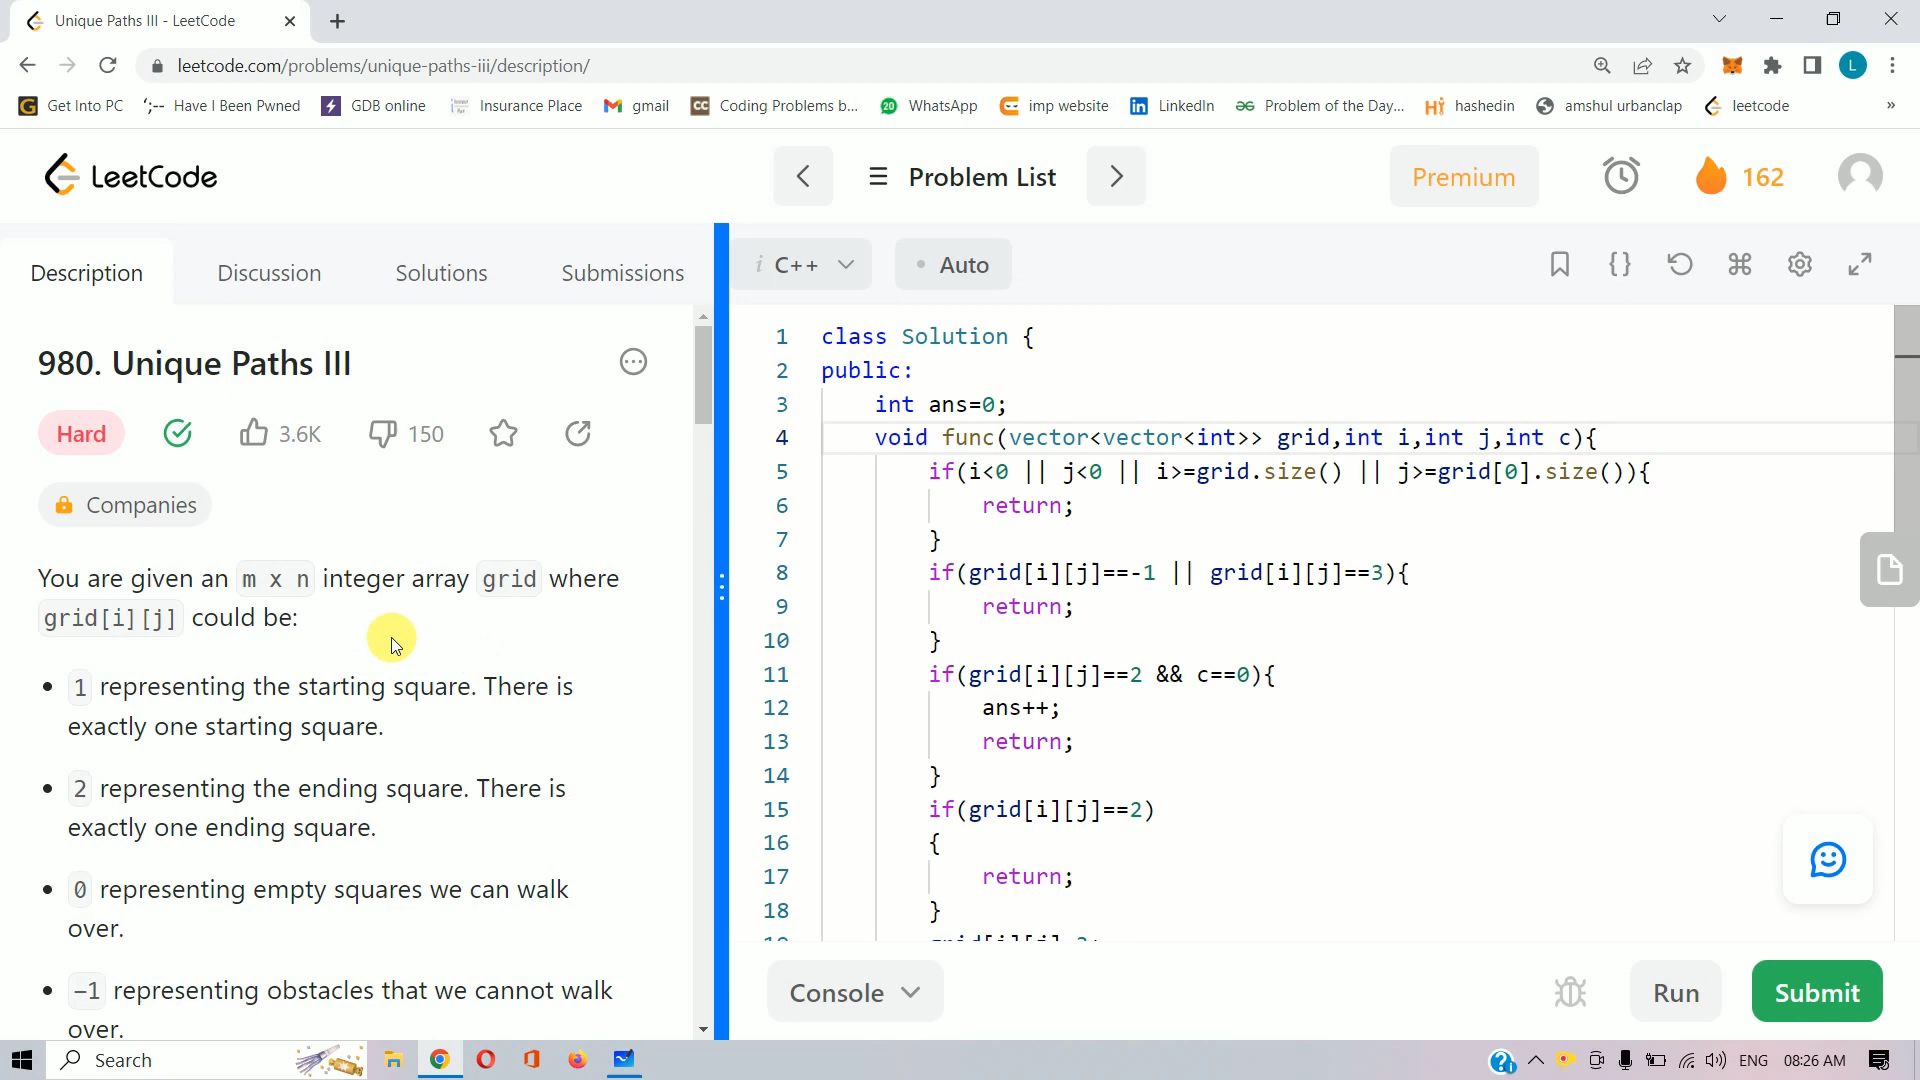 Unique Paths III - LeetCode
leetcode.com/problems/unique-paths-iii/description/
L
Get Into PC
Have I Been Pwned
GDB online
Insurance Place
gmail
Coding Problems b...
WhatsApp
imp website
LinkedIn
Problem of the Day...
hashedin
amshul urbanclap
leetcode
»
LeetCode
Problem List
Premium
162
Description
Discussion
Solutions
Submissions
980. Unique Paths III
Hard
3.6K
150
Companies
You are given an m x n integer array grid where
grid[i][j] could be:
• 1 representing the starting square. There is
exactly one starting square.
• 2 representing the ending square. There is
exactly one ending square.
• 0 representing empty squares we can walk
over.
• −1 representing obstacles that we cannot walk
over.
i C++
• Auto
{}
1 class Solution {
2 public:
3 int ans=0;
4 void func(vector<vector<int>> grid,int i,int j,int c){
5 if(i<0 || j<0 || i>=grid.size() || j>=grid[0].size()){
6 return;
7 }
8 if(grid[i][j]==-1 || grid[i][j]==3){
9 return;
10 }
11 if(grid[i][j]==2 && c==0){
12 ans++;
13 return;
14 }
15 if(grid[i][j]==2)
16 {
17 return;
18 }
Console
Run
Submit
Search
ENG
08:26 AM